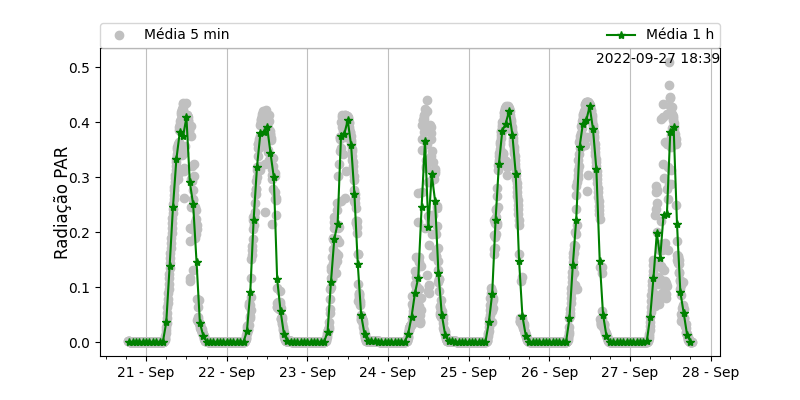 Média 5 min
Média 1 h
2022-09-27 18:39
Radiação PAR
0.5
0.4
0.3
0.2
0.1
0.0
21 - Sep
22 - Sep
23 - Sep
24 - Sep
25 - Sep
26 - Sep
27 - Sep
28 - Sep